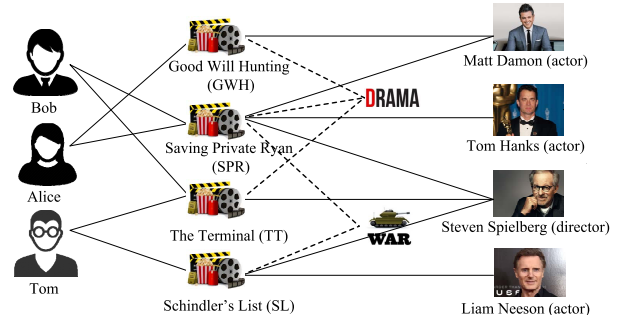 Bob
Alice
Tom
Good Will Hunting
(GWH)
Saving Private Ryan
(SPR)
The Terminal (TT)
Schindler's List (SL)
DRAMA
WAR
Matt Damon (actor)
Tom Hanks (actor)
Steven Spielberg (director)
USF
Liam Neeson (actor)